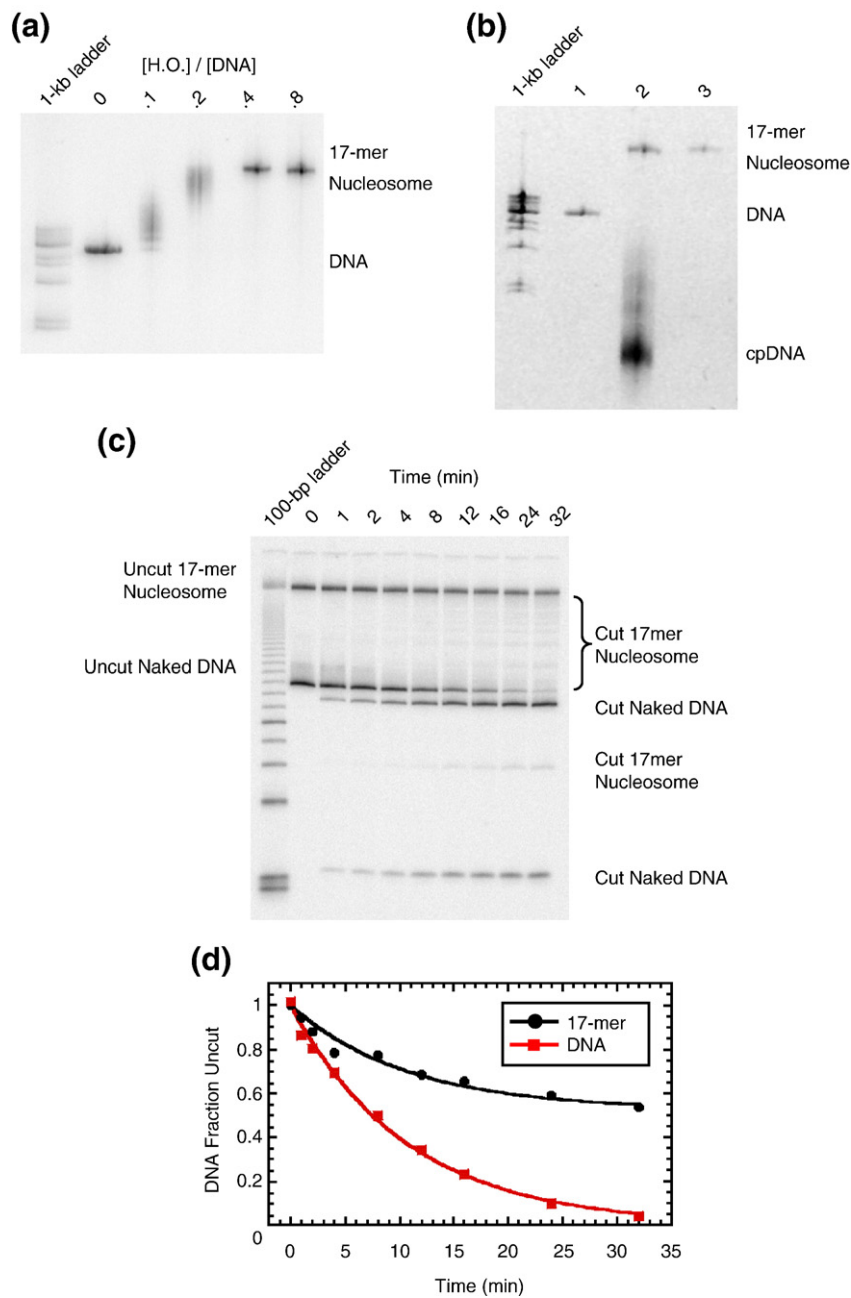 (a)
1-kb ladder
[H.O.] / [DNA]
0 .1 .2 .4 .8
17-mer
Nucleosome
DNA
(b)
1-kb ladder
1 2 3
17-mer
Nucleosome
DNA
cpDNA
(c)
100-bp ladder
Time (min)
0 1 2 4 8 12 16 24 32
Uncut 17-mer
Nucleosome
Uncut Naked DNA
Cut 17mer
Nucleosome
Cut Naked DNA
Cut 17mer
Nucleosome
Cut Naked DNA
(d)
DNA Fraction Uncut
1
0.8
0.6
0.4
0.2
0
17-mer
DNA
0 5 10 15 20 25 30 35
Time (min)